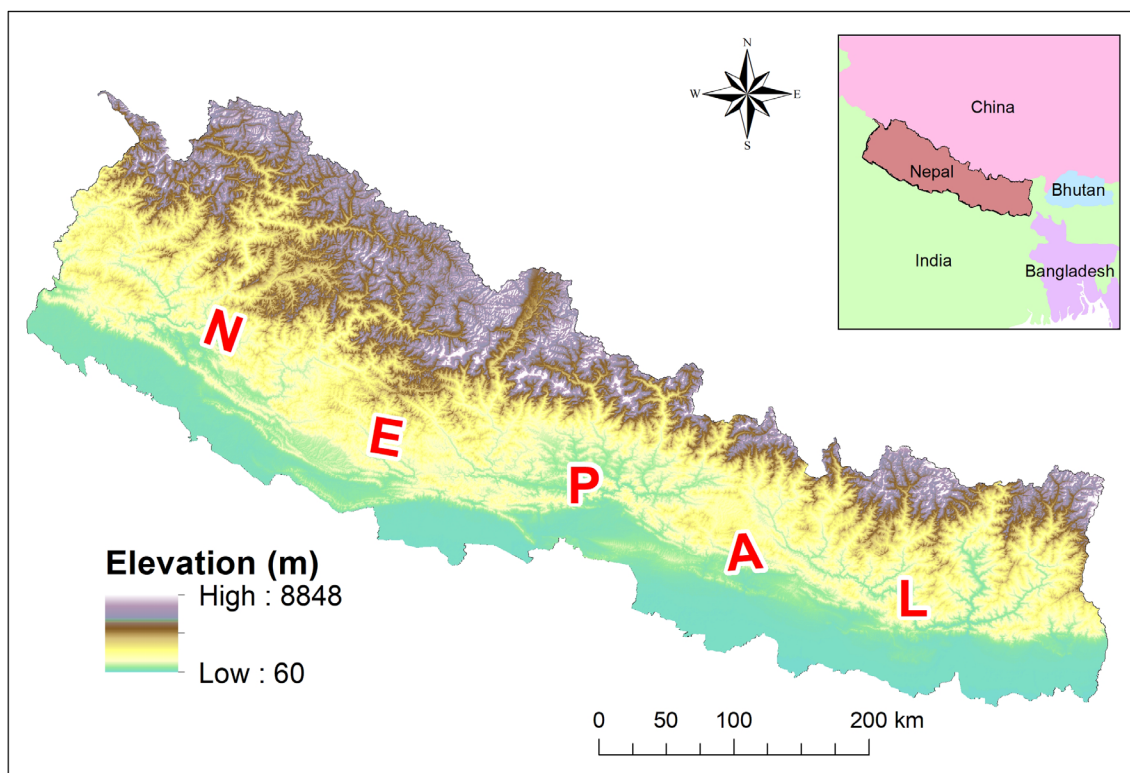 N
W
E
S
China
Nepal
Bhutan
India
Bangladesh
N
E
P
A
L
Elevation (m)
High : 8848
Low : 60
0 50 100 200 km